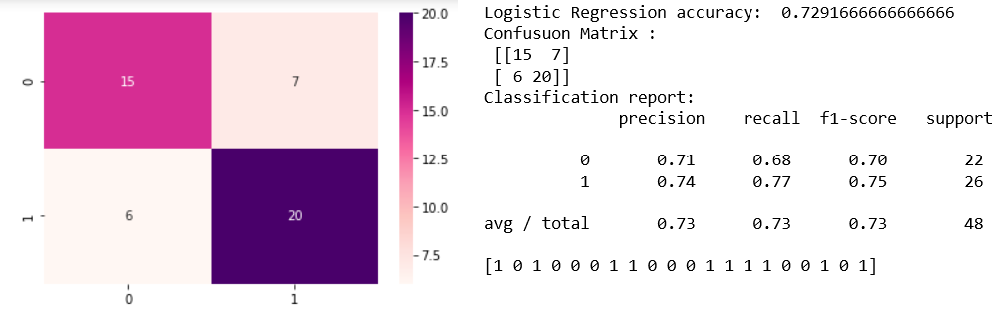 20.0
0
15
7
17.5
15.0
12.5
1
6
20
10.0
7.5
0
1
Logistic Regression accuracy:  0.7291666666666666
Confusuon Matrix :
[[15  7]
[ 6 20]]
Classification report:
precision    recall  f1-score   support
0       0.71      0.68      0.70        22
1       0.74      0.77      0.75        26
avg / total       0.73      0.73      0.73        48
[1 0 1 0 0 0 1 1 0 0 0 1 1 1 1 0 0 1 0 1]